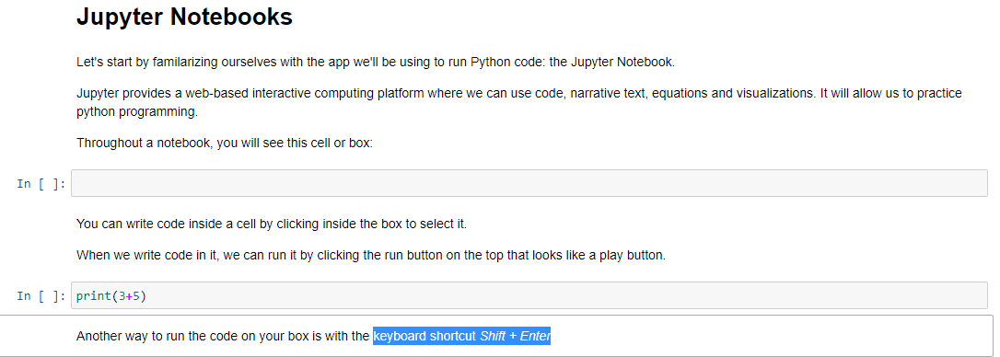 Jupyter Notebooks
Let's start by familarizing ourselves with the app we'll be using to run Python code: the Jupyter Notebook.
Jupyter provides a web-based interactive computing platform where we can use code, narrative text, equations and visualizations. It will allow us to practice
python programming.
Throughout a notebook, you will see this cell or box:
In [ ]:
You can write code inside a cell by clicking inside the box to select it.
When we write code in it, we can run it by clicking the run button on the top that looks like a play button.
In [ ]: print(3+5)
Another way to run the code on your box is with the keyboard shortcut Shift + Enter